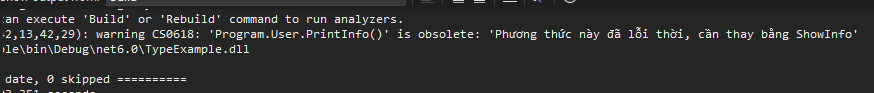 an execute 'Build' or 'Rebuild' command to run analyzers.
2,13,42,29): warning CS0618: 'Program.User.PrintInfo()' is obsolete: 'Phương thức này đã lỗi thời, cần thay bằng ShowInfo'
le\bin\Debug\net6.0\TypeExample.dll
date, 0 skipped ==========